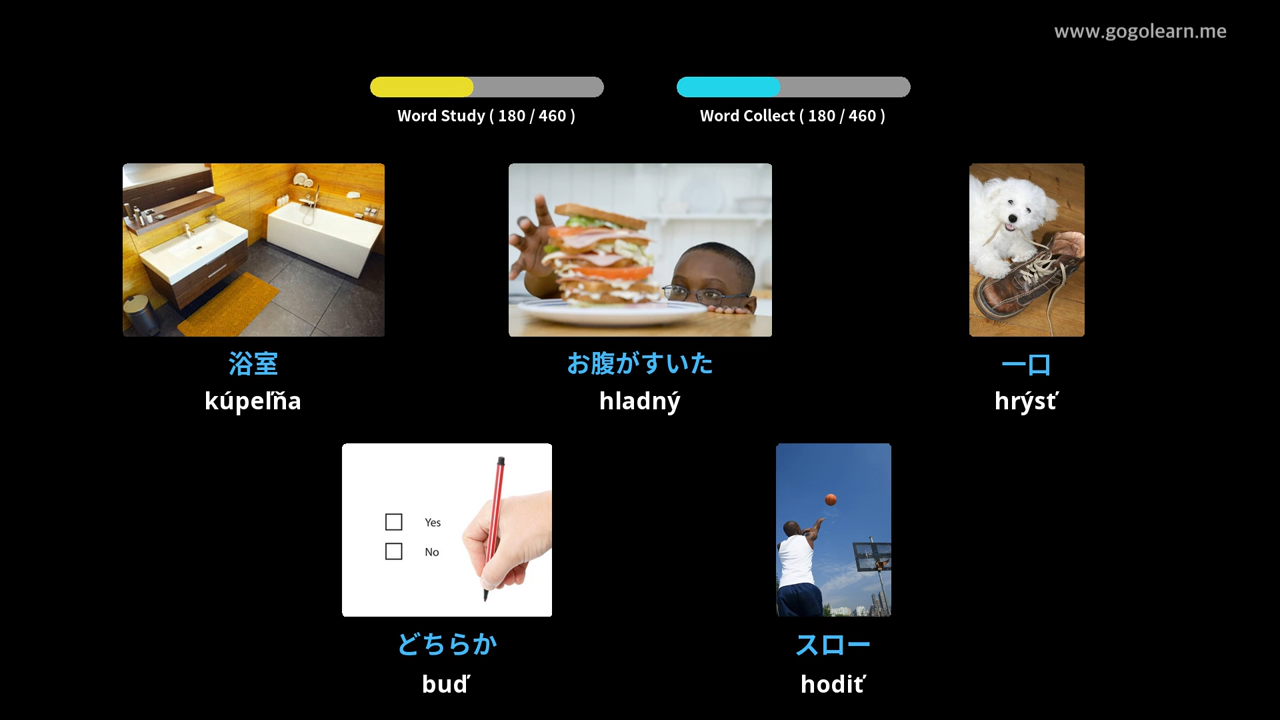 www.gogolearn.me
Word Study ( 180 / 460 )
Word Collect ( 180 / 460 )
浴室
kúpeľňa
お腹がすいた
hladný
一口
hrýsť
Yes
No
どちらか
buď
スロー
hodiť